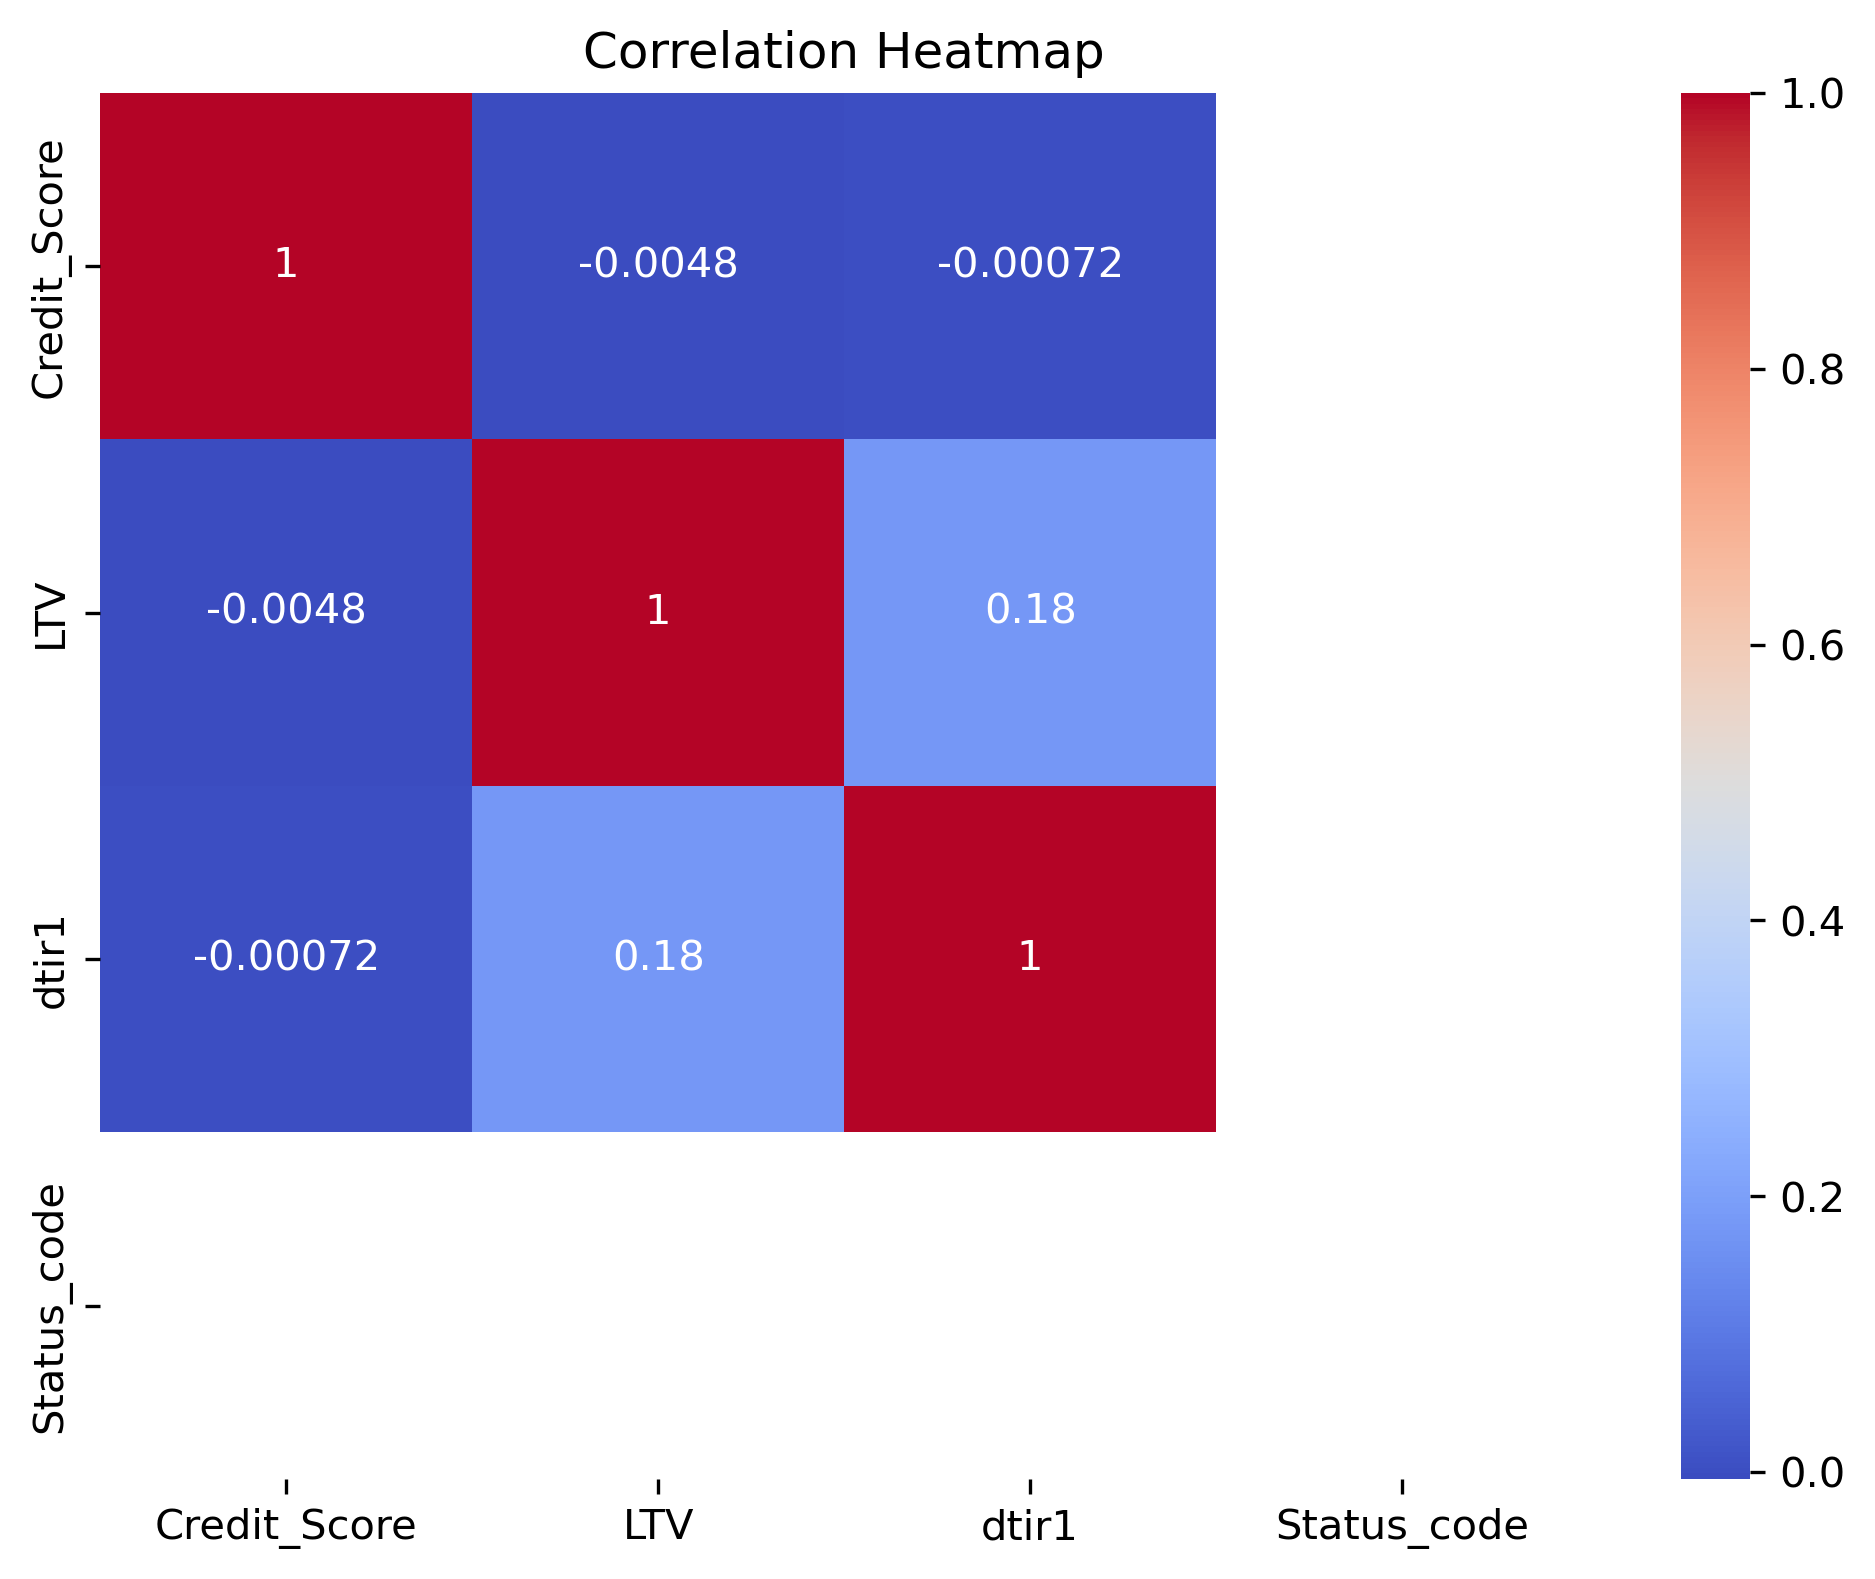 Correlation Heatmap
Credit_Score
1
-0.0048
-0.00072
LTV
-0.0048
1
0.18
dtir1
-0.00072
0.18
1
Status_code
Credit_Score
LTV
dtir1
Status_code
1.0
0.8
0.6
0.4
0.2
0.0